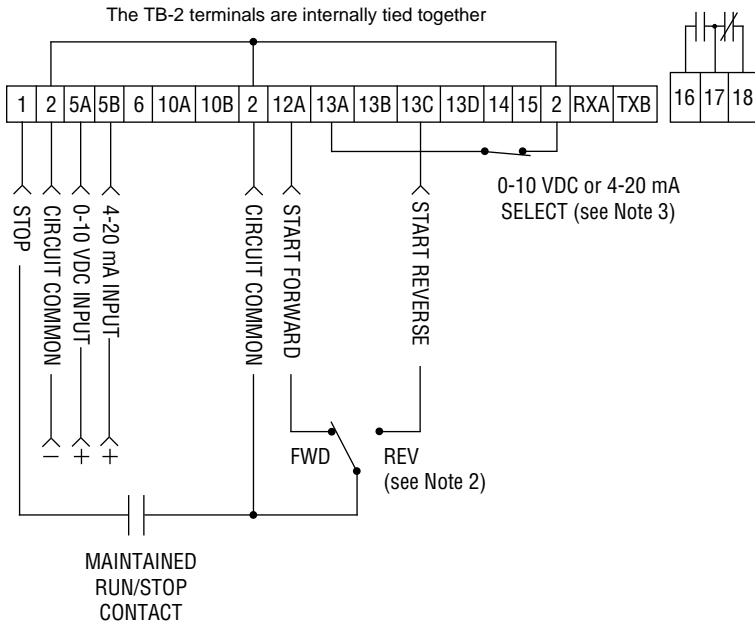 The TB-2 terminals are internally tied together
1 2 5A 5B 6 10A 10B 2 12A 13A 13B 13C 13D 14 15 2 RXA TXB
16 17 18
0-10 VDC or 4-20 mA
SELECT (see Note 3)
STOP
CIRCUIT COMMON
0-10 VDC INPUT
4-20 mA INPUT
CIRCUIT COMMON
START FORWARD
START REVERSE
− + +
FWD
REV
(see Note 2)
MAINTAINED
RUN/STOP
CONTACT